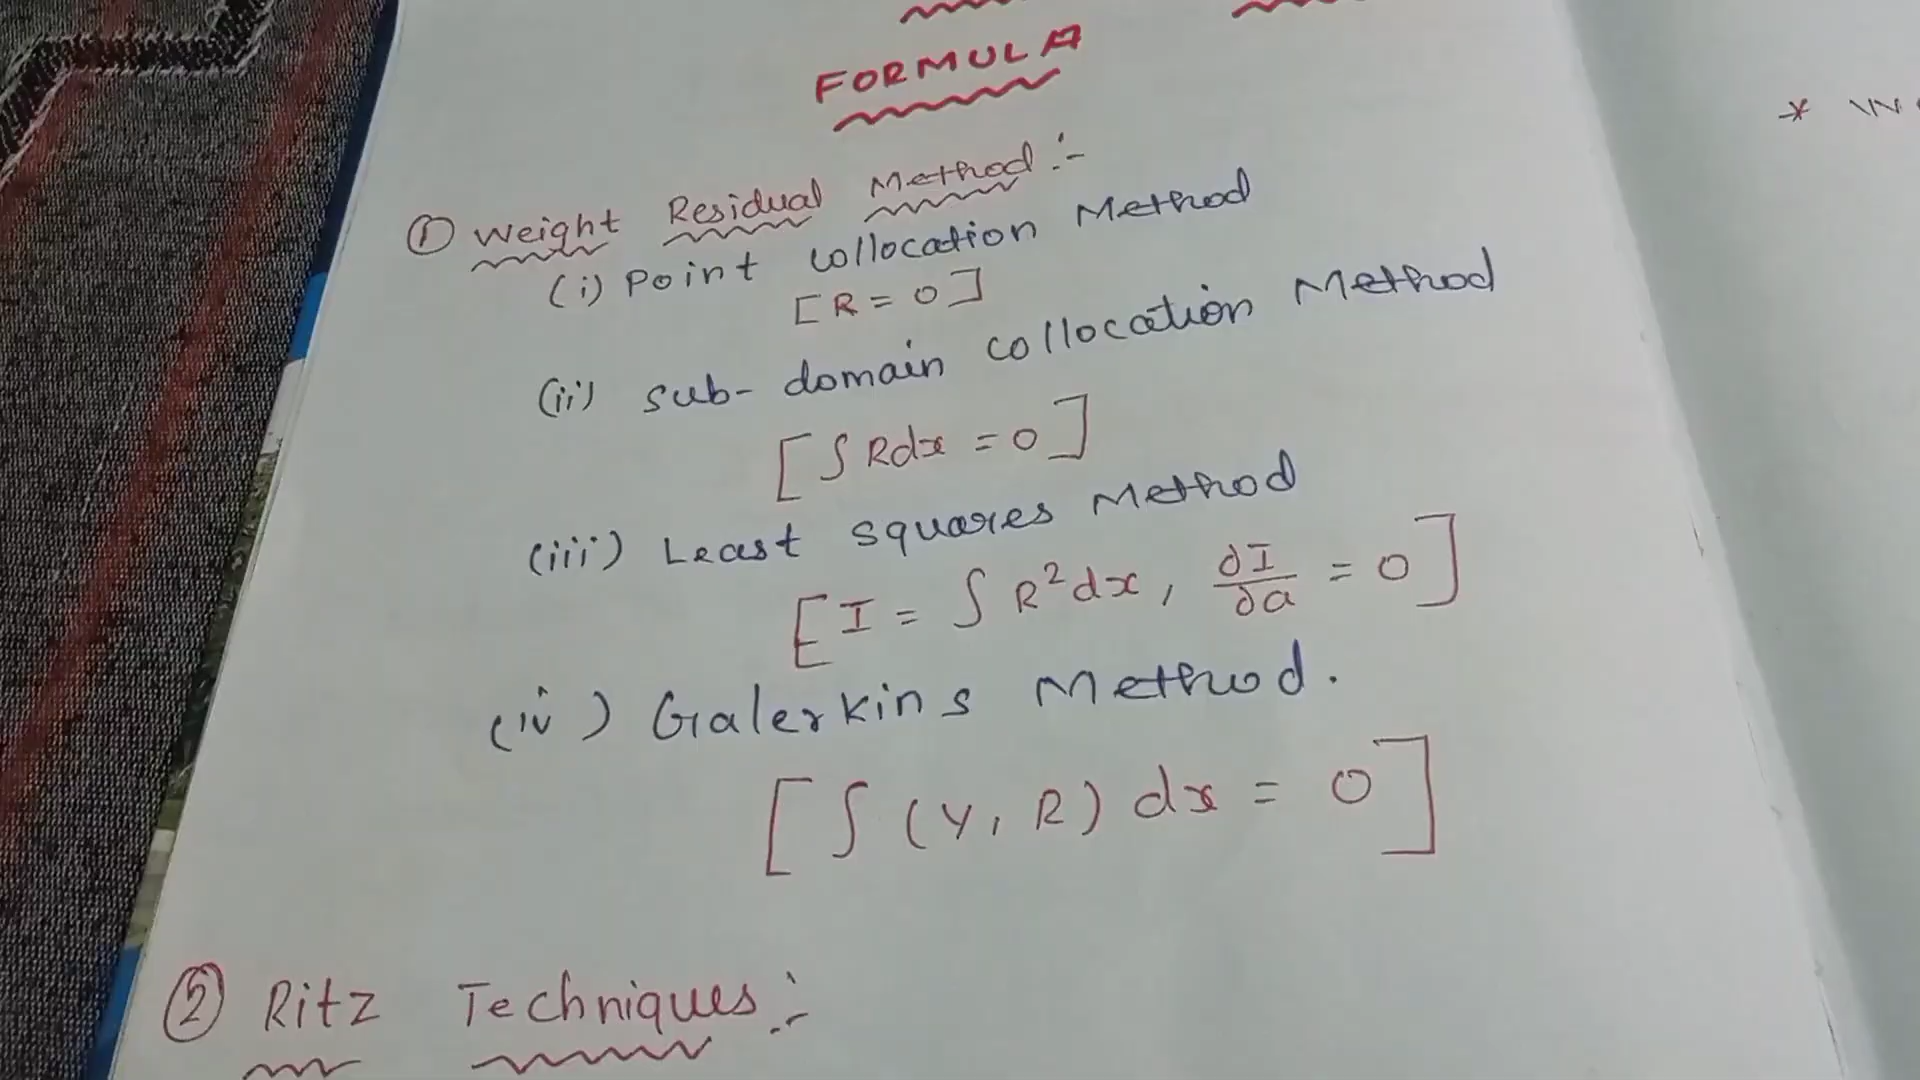 FORMULA
① Weight Residual Method :-
(i) Point collocation Method
[R = 0]
(ii) sub-domain collocation Method
[∫ Rdx = 0]
(iii) Least squares Method
[I = ∫ R²dx, ∂I/∂a = 0]
(iv) Galerkins Method.
[∫ (Y, R) dx = 0]
② Ritz Techniques :-